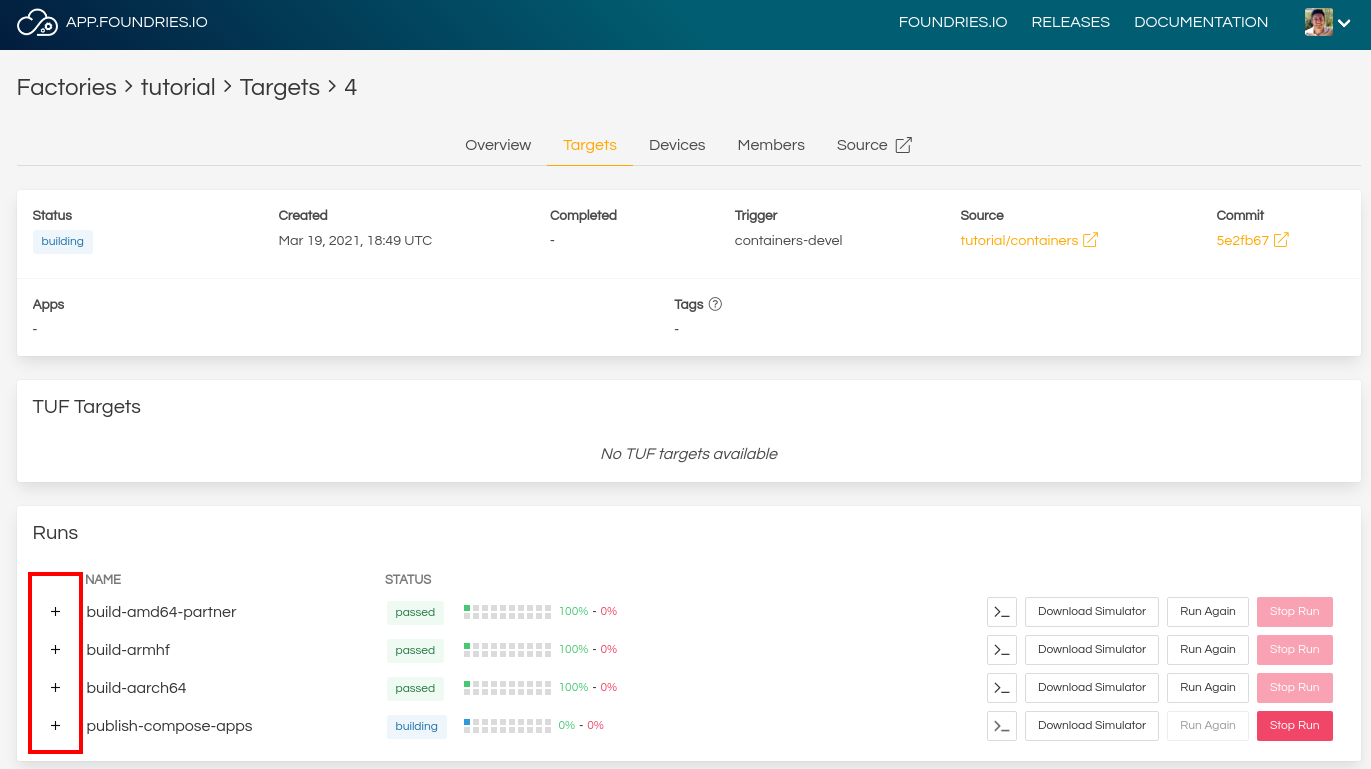 APP.FOUNDRIES.IO FOUNDRIES.IO RELEASES DOCUMENTATION
Factories > tutorial > Targets > 4
Overview Targets Devices Members Source
Status Created Completed Trigger Source Commit
building Mar 19, 2021, 18:49 UTC - containers-devel tutorial/containers 5e2fb67
Apps Tags ?
- -
TUF Targets
No TUF targets available
Runs
NAME STATUS
+ build-amd64-partner passed 100% - 0% >_ Download Simulator Run Again Stop Run
+ build-armhf passed 100% - 0% >_ Download Simulator Run Again Stop Run
+ build-aarch64 passed 100% - 0% >_ Download Simulator Run Again Stop Run
+ publish-compose-apps building 0% - 0% >_ Download Simulator Run Again Stop Run